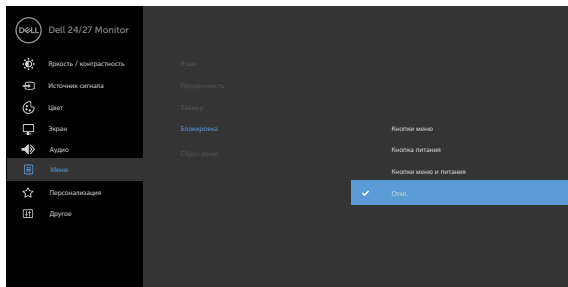 DELL Dell 24/27 Monitor
Яркость / контрастность
Язык
Источник сигнала
Прозрачность
Цвет
Таймер
Экран
Блокировка
Кнопки меню
Аудио
Сброс меню
Кнопка питания
Меню
Кнопки меню и питания
Персонализация
Откл.
Другое